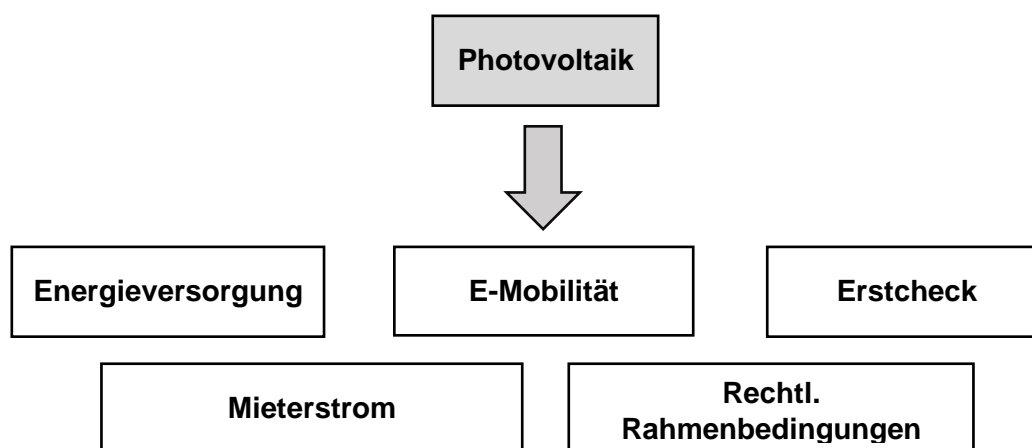 Photovoltaik
Energieversorgung
E-Mobilität
Erstcheck
Mieterstrom
Rechtl.
Rahmenbedingungen